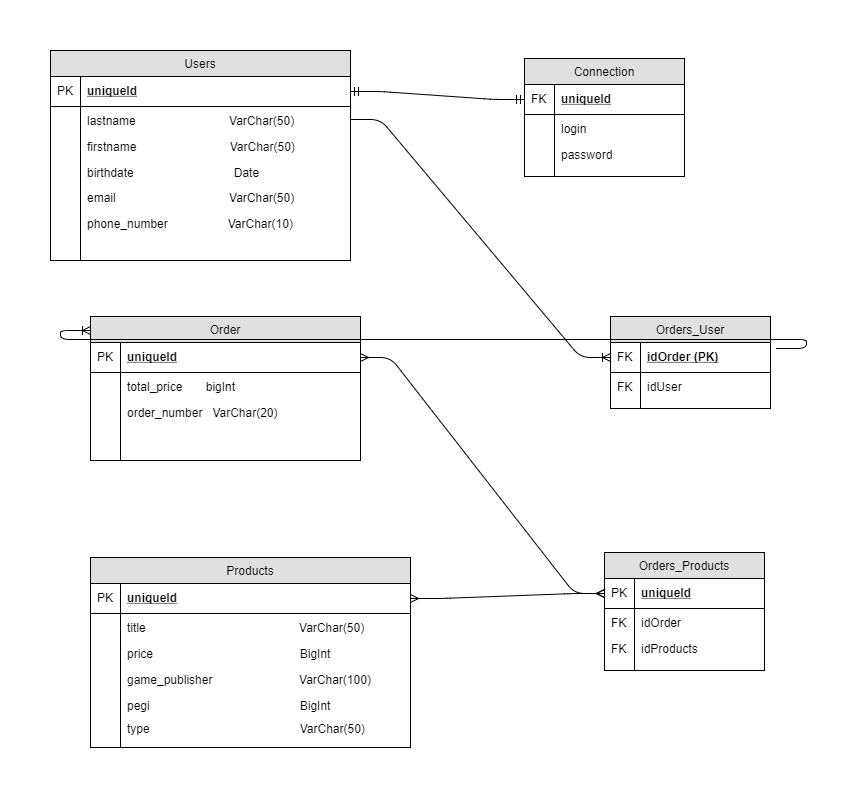 Users
PK uniqueId
lastname VarChar(50)
firstname VarChar(50)
birthdate Date
email VarChar(50)
phone_number VarChar(10)
Connection
FK uniqueId
login
password
Order
PK uniqueId
total_price bigInt
order_number VarChar(20)
Orders_User
FK idOrder (PK)
FK idUser
Products
PK uniqueId
title VarChar(50)
price BigInt
game_publisher VarChar(100)
pegi BigInt
type VarChar(50)
Orders_Products
PK uniqueId
FK idOrder
FK idProducts